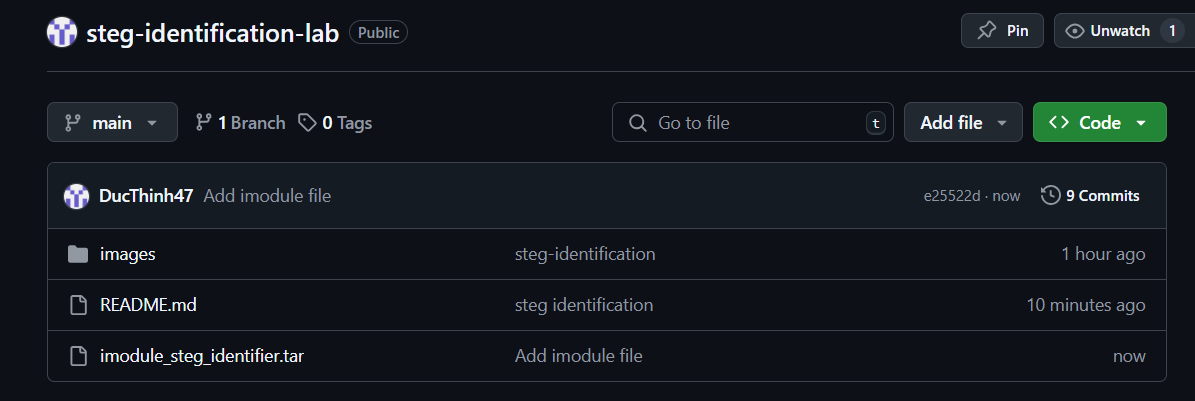 steg-identification-lab Public Pin Unwatch 1
main 1 Branch 0 Tags Go to file t Add file Code
DucThinh47 Add imodule file e25522d · now 9 Commits
images steg-identification 1 hour ago
README.md steg identification 10 minutes ago
imodule_steg_identifier.tar Add imodule file now